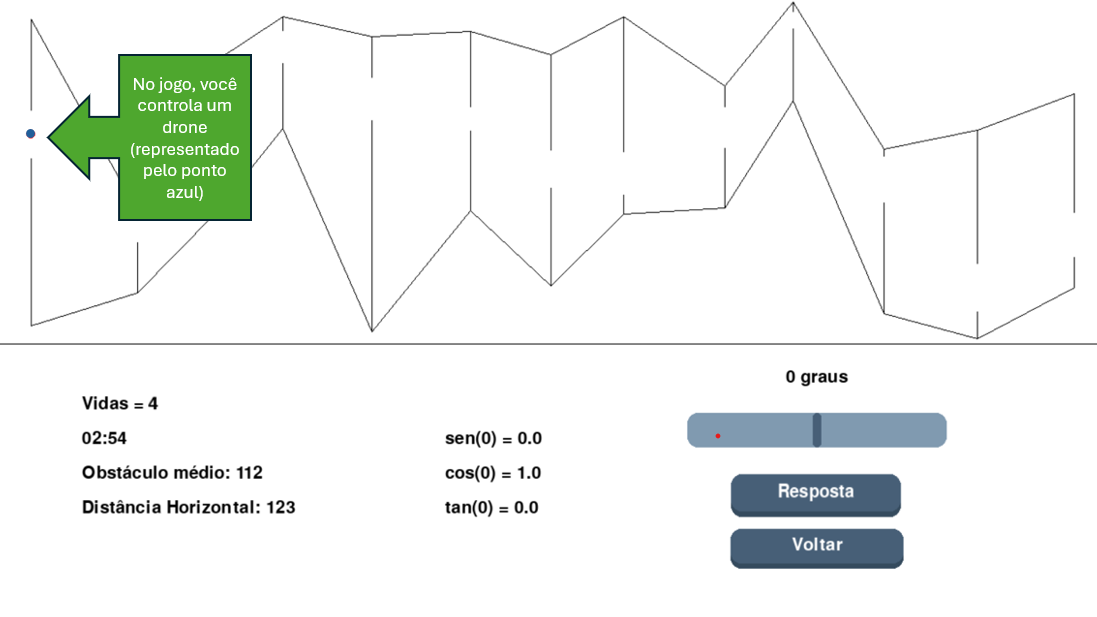 No jogo, você
controla um
drone
(representado
pelo ponto
azul)
0 graus
Vidas = 4
02:54
sen(0) = 0.0
Obstáculo médio: 112
cos(0) = 1.0
Distância Horizontal: 123
tan(0) = 0.0
Resposta
Voltar